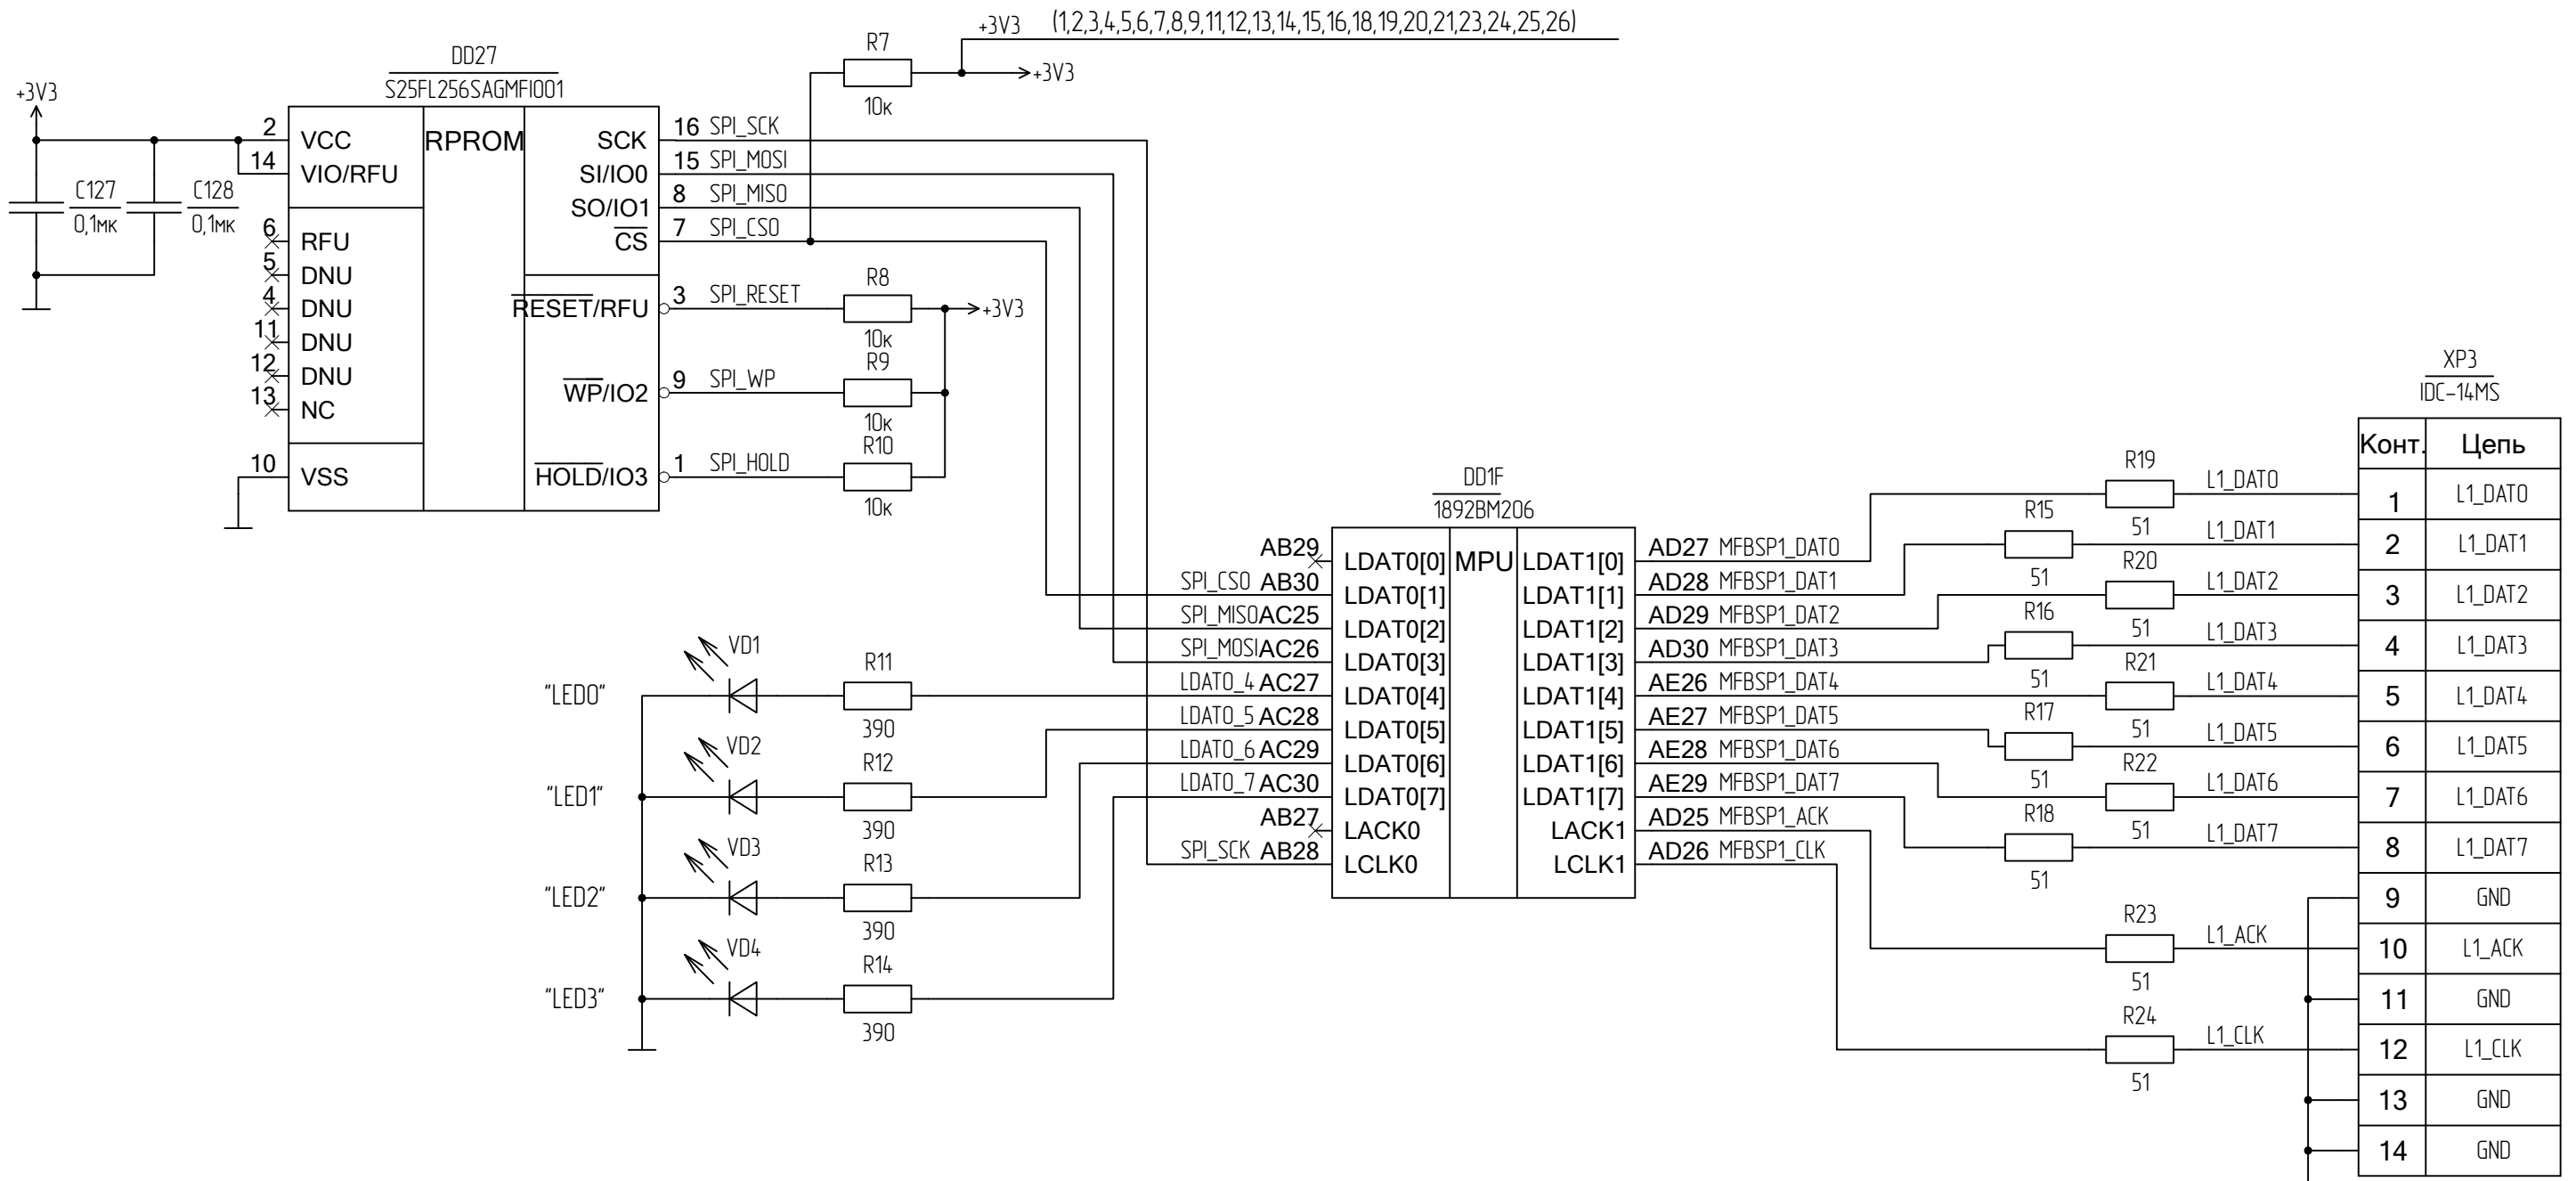 +3V3 (1,2,3,4,5,6,7,8,9,11,12,13,14,15,16,18,19,20,21,23,24,25,26)
R7
+3V3
10к
DD27
S25FL256SAGMFI001
+3V3
2 VCC RPROM SCK 16 SPI_SCK
14 VIO/RFU SI/IO0 15 SPI_MOSI
SO/IO1 8 SPI_MISO
CS 7 SPI_CS0
C127
0,1мк
C128
0,1мк
6 RFU
5 DNU
4 DNU
11 DNU
12 DNU
13 NC
10 VSS
RESET/RFU 3 SPI_RESET
R8
10к
+3V3
WP/IO2 9 SPI_WP
R9
10к
HOLD/IO3 1 SPI_HOLD
R10
10к
DD1F
1892ВМ206
MPU
AB29 LDAT0[0]
SPI_CS0 AB30 LDAT0[1]
SPI_MISO AC25 LDAT0[2]
SPI_MOSI AC26 LDAT0[3]
LDAT0_4 AC27 LDAT0[4]
LDAT0_5 AC28 LDAT0[5]
LDAT0_6 AC29 LDAT0[6]
LDAT0_7 AC30 LDAT0[7]
AB27 LACK0
SPI_SCK AB28 LCLK0
LDAT1[0] AD27 MFBSP1_DAT0
LDAT1[1] AD28 MFBSP1_DAT1
LDAT1[2] AD29 MFBSP1_DAT2
LDAT1[3] AD30 MFBSP1_DAT3
LDAT1[4] AE26 MFBSP1_DAT4
LDAT1[5] AE27 MFBSP1_DAT5
LDAT1[6] AE28 MFBSP1_DAT6
LDAT1[7] AE29 MFBSP1_DAT7
LACK1 AD25 MFBSP1_ACK
LCLK1 AD26 MFBSP1_CLK
"LED0" VD1 R11
390
"LED1" VD2 R12
390
"LED2" VD3 R13
390
"LED3" VD4 R14
390
R19 L1_DAT0
51
R15 L1_DAT1
51
R20 L1_DAT2
51
R16 L1_DAT3
51
R21 L1_DAT4
51
R17 L1_DAT5
51
R22 L1_DAT6
51
R18 L1_DAT7
51
R23 L1_ACK
51
R24 L1_CLK
51
XP3
IDC-14MS
Конт. Цепь
1 L1_DAT0
2 L1_DAT1
3 L1_DAT2
4 L1_DAT3
5 L1_DAT4
6 L1_DAT5
7 L1_DAT6
8 L1_DAT7
9 GND
10 L1_ACK
11 GND
12 L1_CLK
13 GND
14 GND